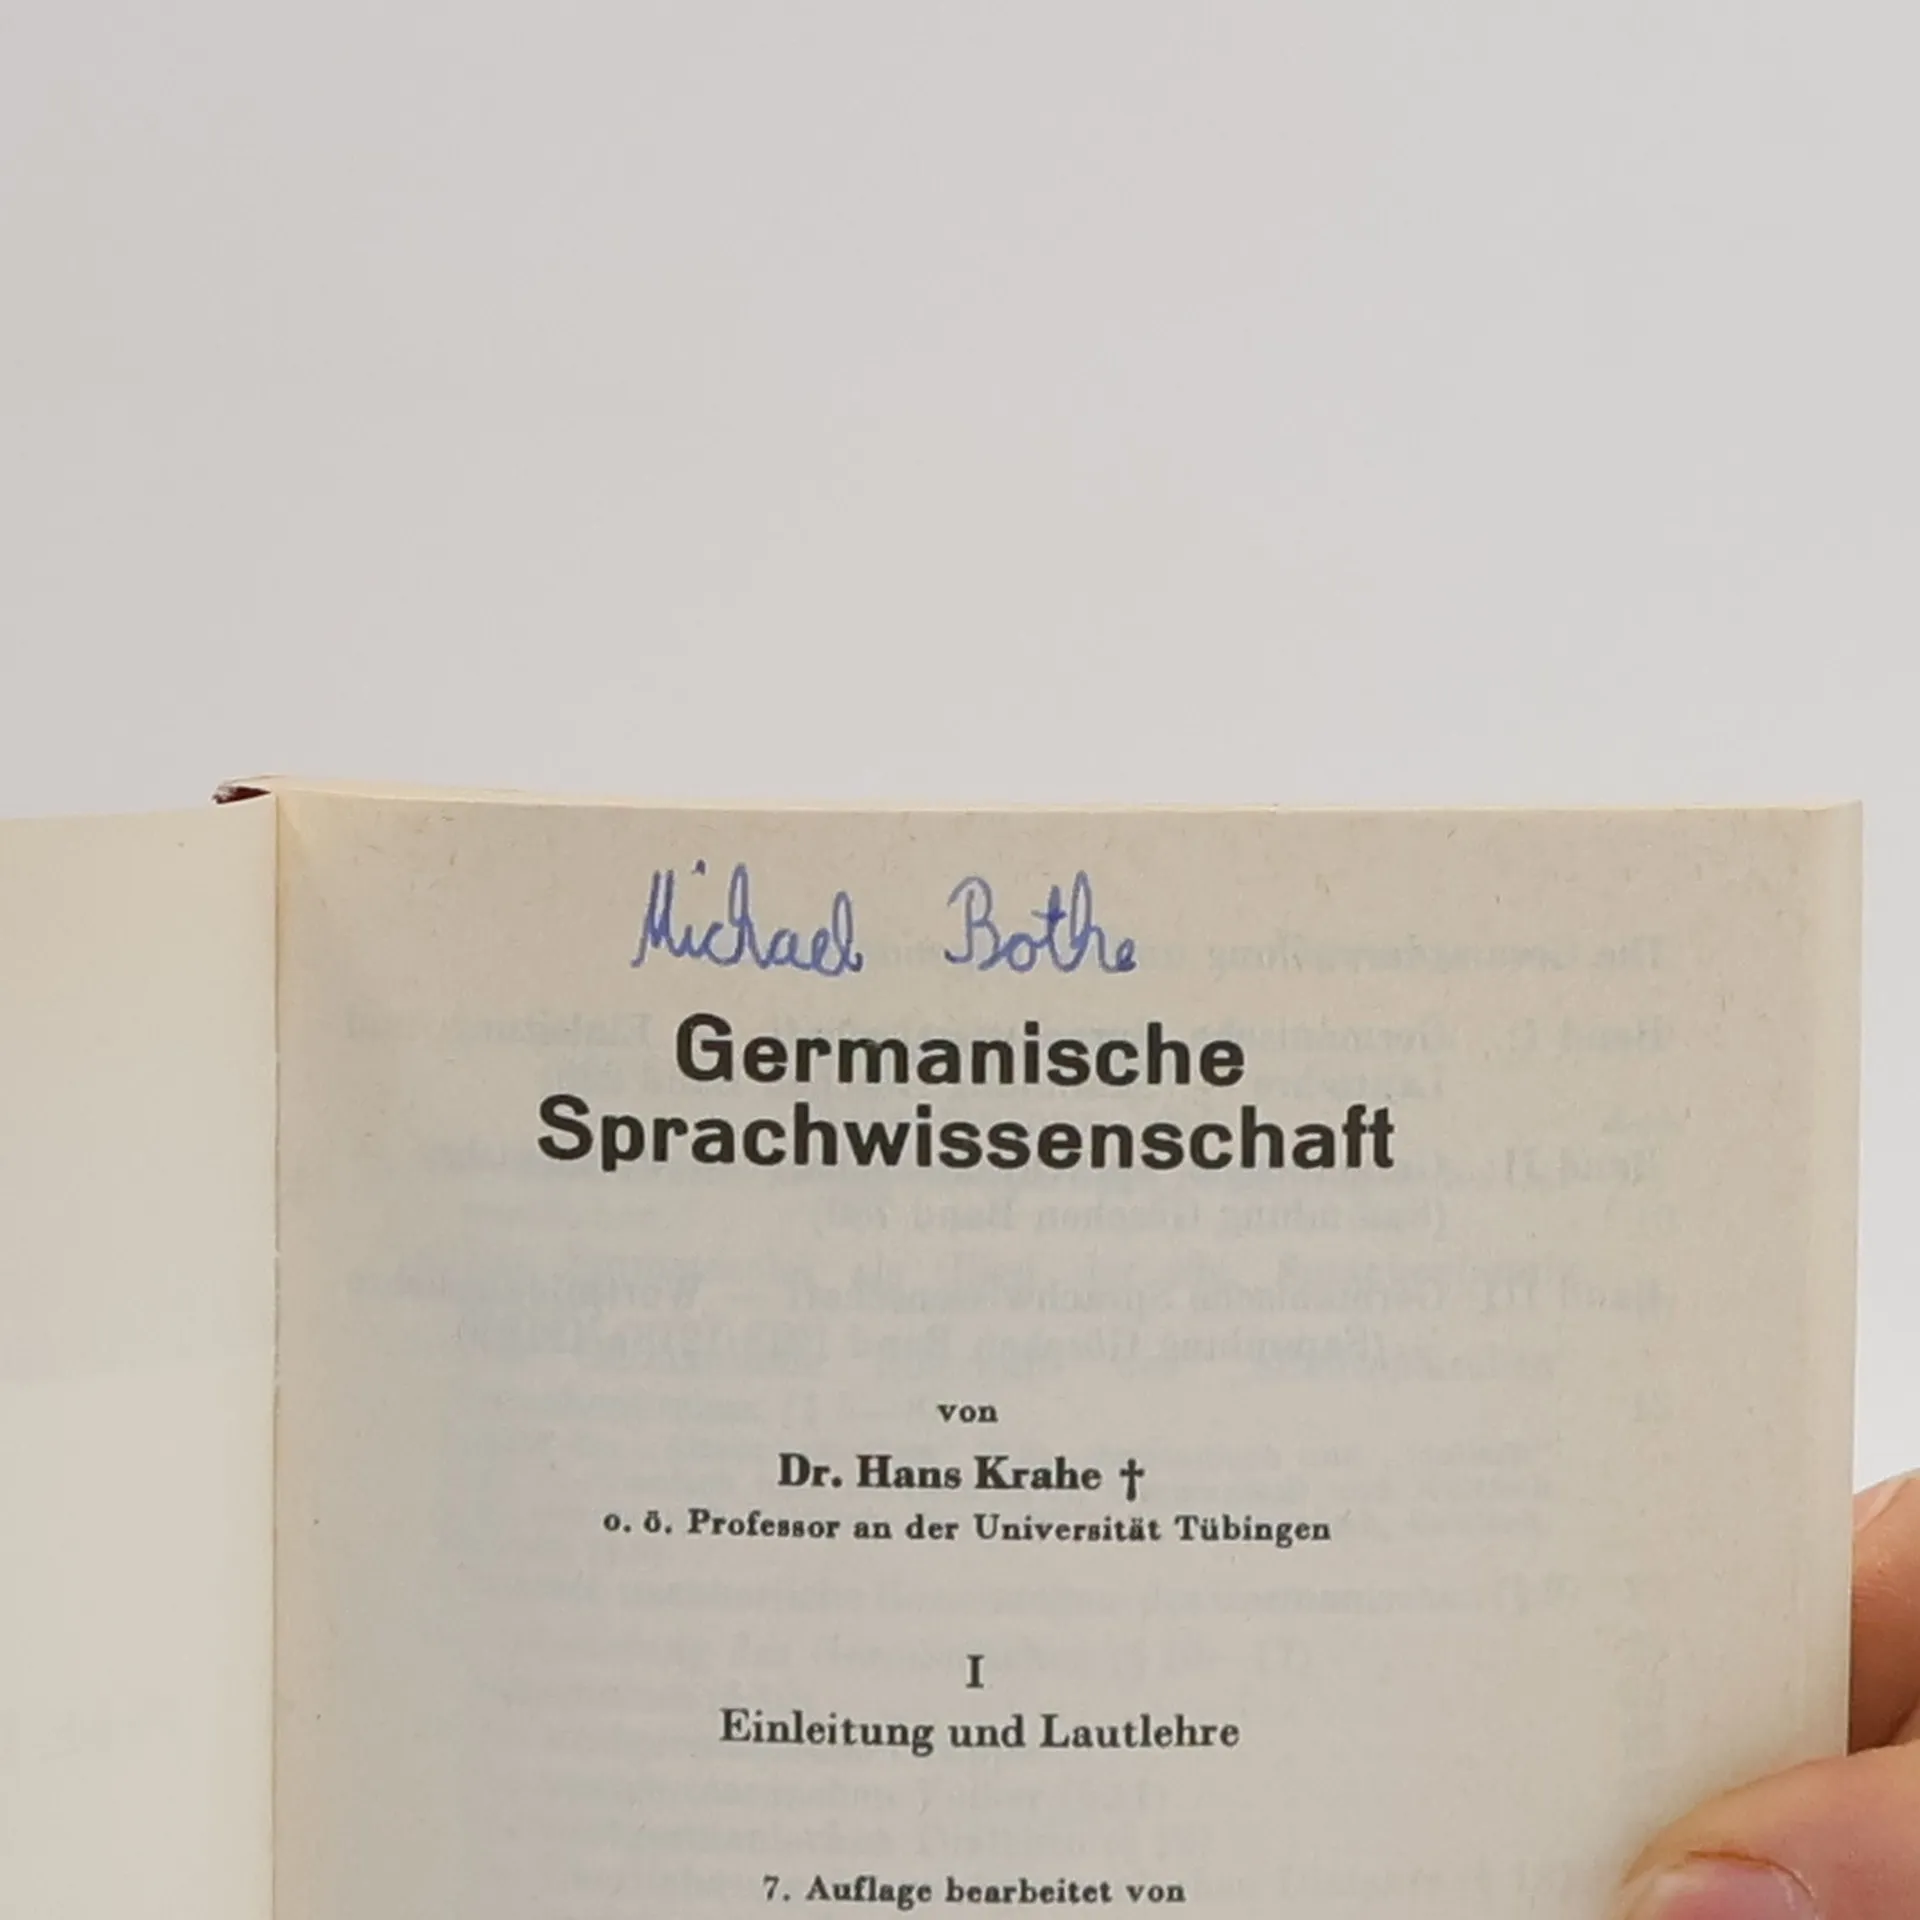 Michael Bothe
Germanische
Sprachwissenschaft
von
Dr. Hans Krahe †
o. ö. Professor an der Universität Tübingen
I
Einleitung und Lautlehre
7. Auflage bearbeitet von